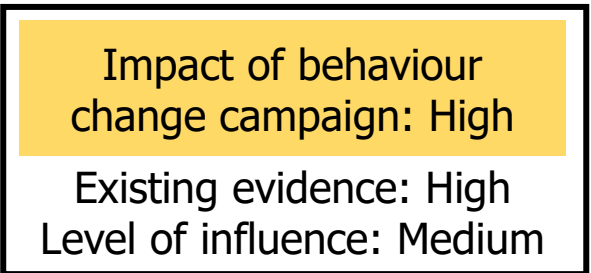 Impact of behaviour
change campaign: High
Existing evidence: High
Level of influence: Medium